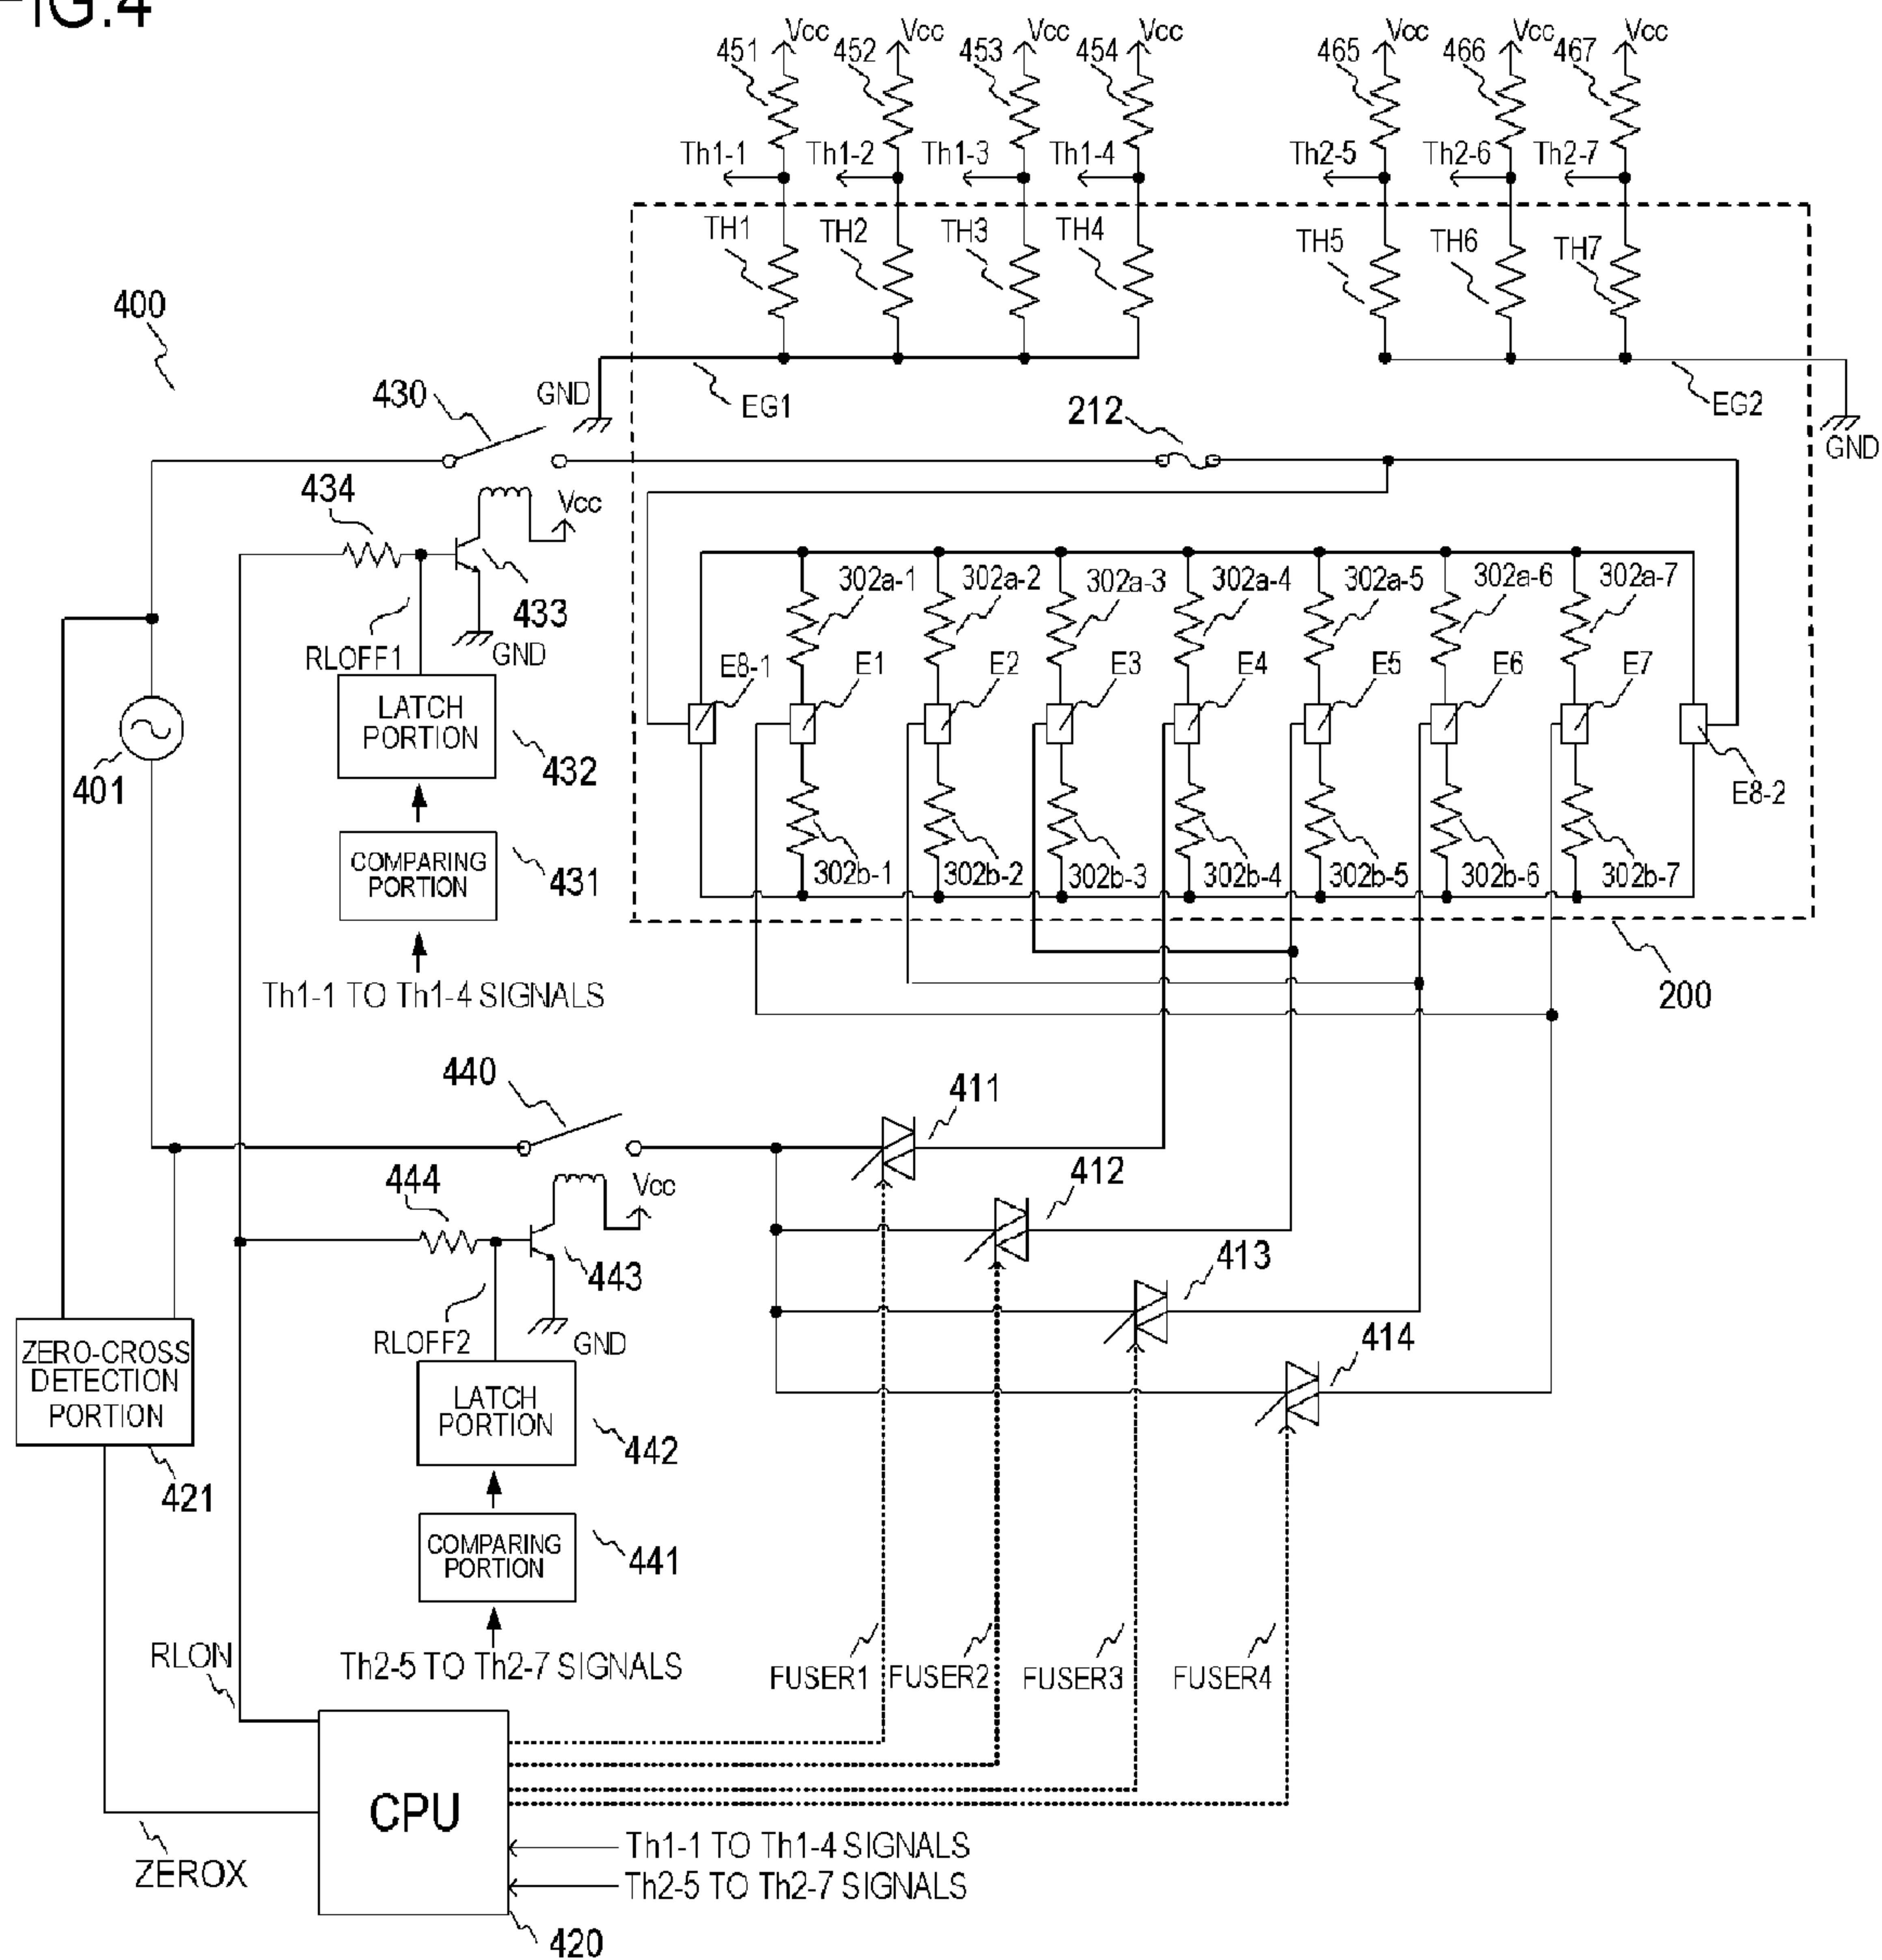 FIG.4
Vcc Vcc Vcc Vcc Vcc Vcc Vcc
451 452 453 454 465 466 467
Th1-1 Th1-2 Th1-3 Th1-4 Th2-5 Th2-6 Th2-7
TH1 TH2 TH3 TH4 TH5 TH6 TH7
400
430
GND
EG1
212
EG2
GND
434
Vcc
433
GND
RLOFF1
302a-1 302a-2 302a-3 302a-4 302a-5 302a-6 302a-7
E8-1 E1 E2 E3 E4 E5 E6 E7
E8-2
LATCH
PORTION
432
401
COMPARING
PORTION
431
302b-1 302b-2 302b-3 302b-4 302b-5 302b-6 302b-7
Th1-1 TO Th1-4 SIGNALS
200
440
411
444
Vcc
412
443
413
RLOFF2
GND
414
ZERO-CROSS
DETECTION
PORTION
421
LATCH
PORTION
442
COMPARING
PORTION
441
RLON
Th2-5 TO Th2-7 SIGNALS
FUSER1 FUSER2 FUSER3 FUSER4
CPU
ZEROX
Th1-1 TO Th1-4 SIGNALS
Th2-5 TO Th2-7 SIGNALS
420